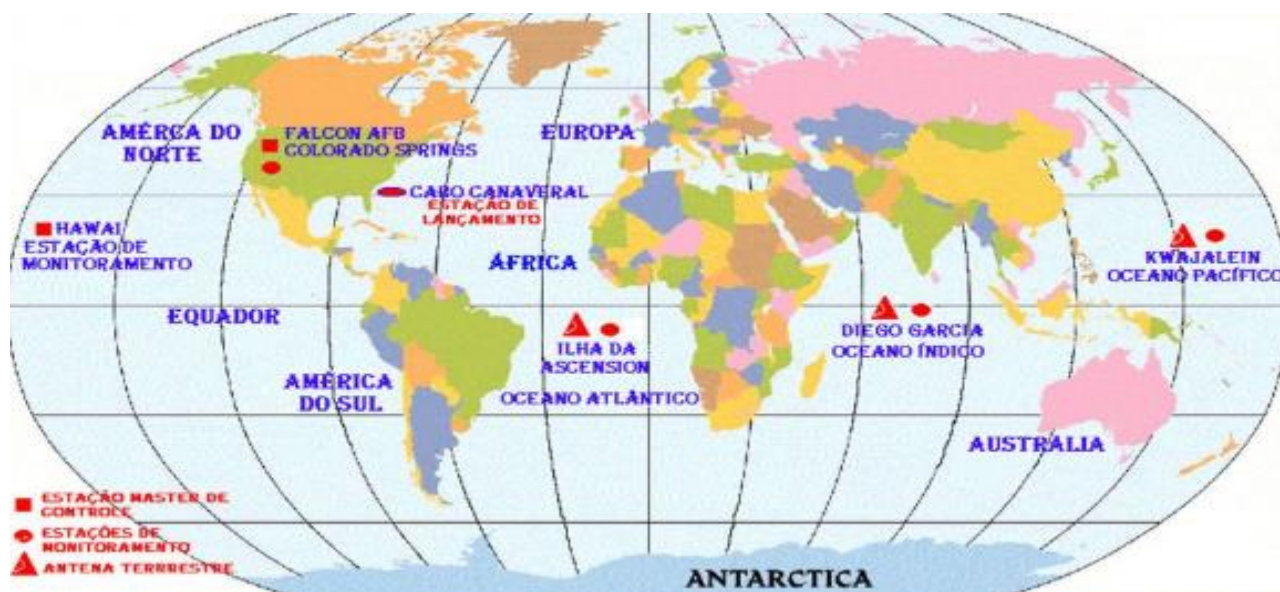 AMÉRCA DO
NORTE
FALCON AFB
COLORADO SPRINGS
EUROPA
CABO CANAVERAL
ESTAÇÃO DE
LANÇAMENTO
HAWAI
ESTAÇÃO DE
MONITORAMENTO
ÁFRICA
KWAJALEIN
OCEANO PACÍFICO
EQUADOR
ILHA DA
ASCENSION
DIEGO GARCIA
OCEANO ÍNDICO
AMÉRICA
DO SUL
OCEANO ATLÂNTICO
AUSTRALIA
ESTAÇÃO MASTER DE
CONTROLE
ESTAÇÕES DE
MONITORAMENTO
ANTENA TERRRESTRE
ANTARCTICA